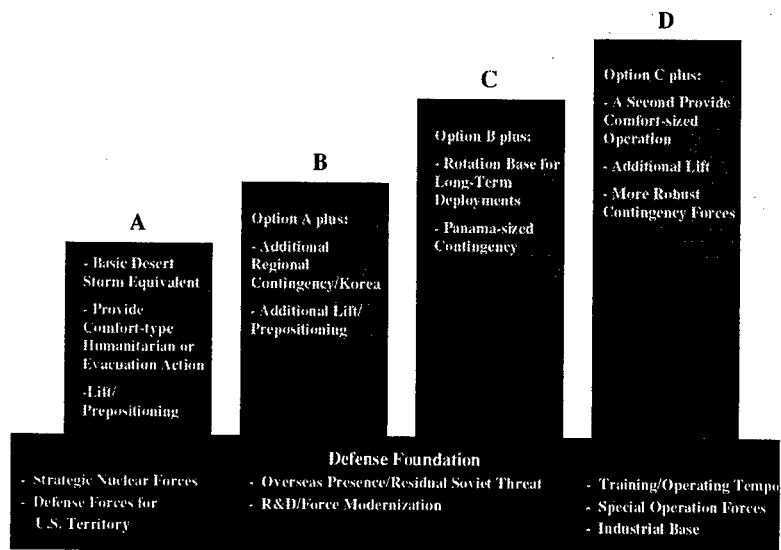 A
- Basic Desert
Storm Equivalent
- Provide
Comfort-type
Humanitarian or
Evacuation Action
-Lift/
Prepositioning
B
Option A plus:
- Additional
Regional
Contingency/Korea
- Additional Lift/
Prepositioning
C
Option B plus:
- Rotation Base for
Long-Term
Deployments
- Panama-sized
Contingency
D
Option C plus:
- A Second Provide
Comfort-sized
Operation
- Additional Lift
- More Robust
Contingency Forces
Defense Foundation
- Strategic Nuclear Forces
- Defense Forces for
U.S. Territory
- Overseas Presence/Residual Soviet Threat
- R&D/Force Modernization
- Training/Operating Tempo
- Special Operation Forces
- Industrial Base